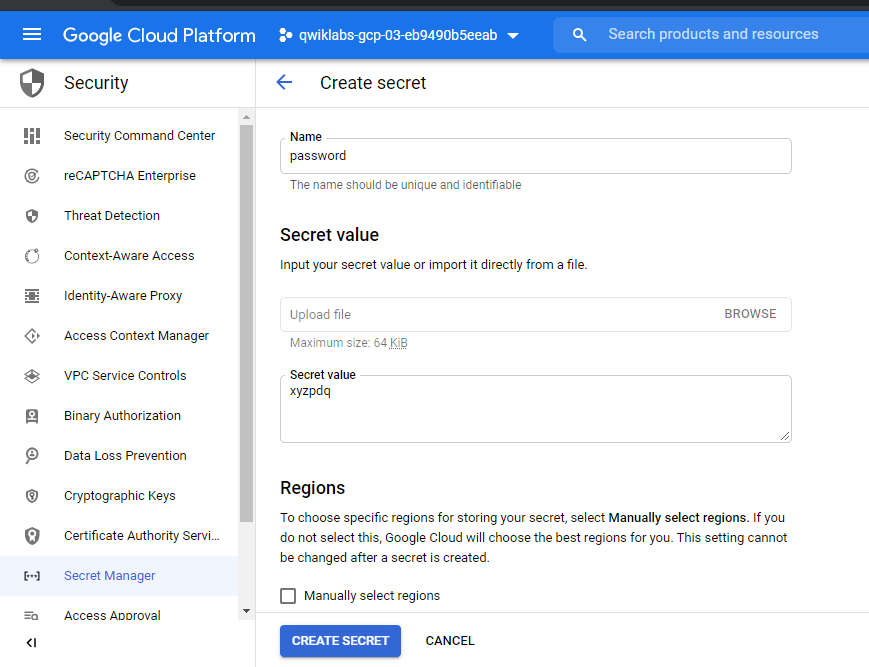 Google Cloud Platform
qwiklabs-gcp-03-eb9490b5eeab
Search products and resources
Security
Create secret
Security Command Center
reCAPTCHA Enterprise
Threat Detection
Context-Aware Access
Identity-Aware Proxy
Access Context Manager
VPC Service Controls
Binary Authorization
Data Loss Prevention
Cryptographic Keys
Certificate Authority Servi...
Secret Manager
Access Approval
Name
password
The name should be unique and identifiable
Secret value
Input your secret value or import it directly from a file.
Upload file
BROWSE
Maximum size: 64 KiB
Secret value
xyzpdq
Regions
To choose specific regions for storing your secret, select Manually select regions. If you
do not select this, Google Cloud will choose the best regions for you. This setting cannot
be changed after a secret is created.
Manually select regions
CREATE SECRET
CANCEL